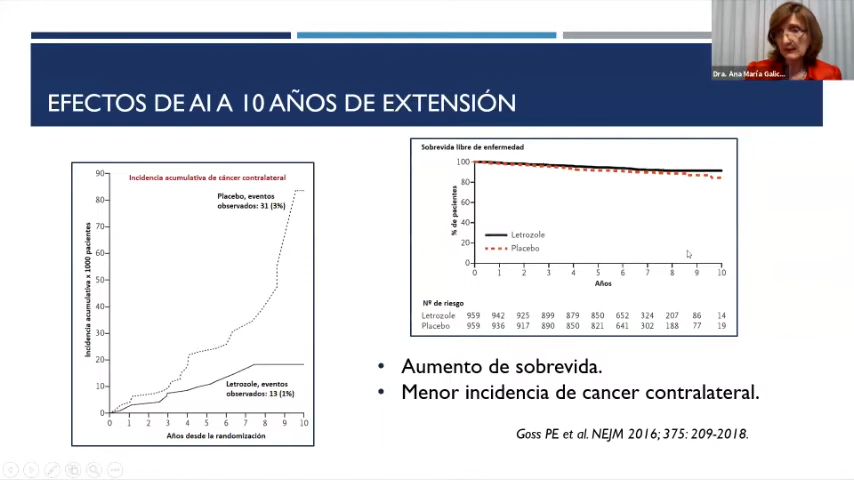 Dra. Ana María Galic...
EFECTOS DE AI A 10 AÑOS DE EXTENSIÓN
Incidencia acumulativa de cáncer contralateral
Placebo, eventos
observados: 31 (3%)
Letrozole, eventos
observados: 13 (1%)
Incidencia acumulativa x 1000 pacientes
90
80
70
60
50
40
30
20
10
0
0 1 2 3 4 5 6 7 8 9 10
Años desde la randomización
Sobrevida libre de enfermedad
% de pacientes
100
80
60
40
20
0
Letrozole
Placebo
0 1 2 3 4 5 6 7 8 9 10
Años
Nº de riesgo
Letrozole 959 942 925 899 879 850 652 324 207 86 14
Placebo 959 936 917 890 850 821 641 302 188 77 19
• Aumento de sobrevida.
• Menor incidencia de cancer contralateral.
Goss PE et al. NEJM 2016; 375: 209-2018.